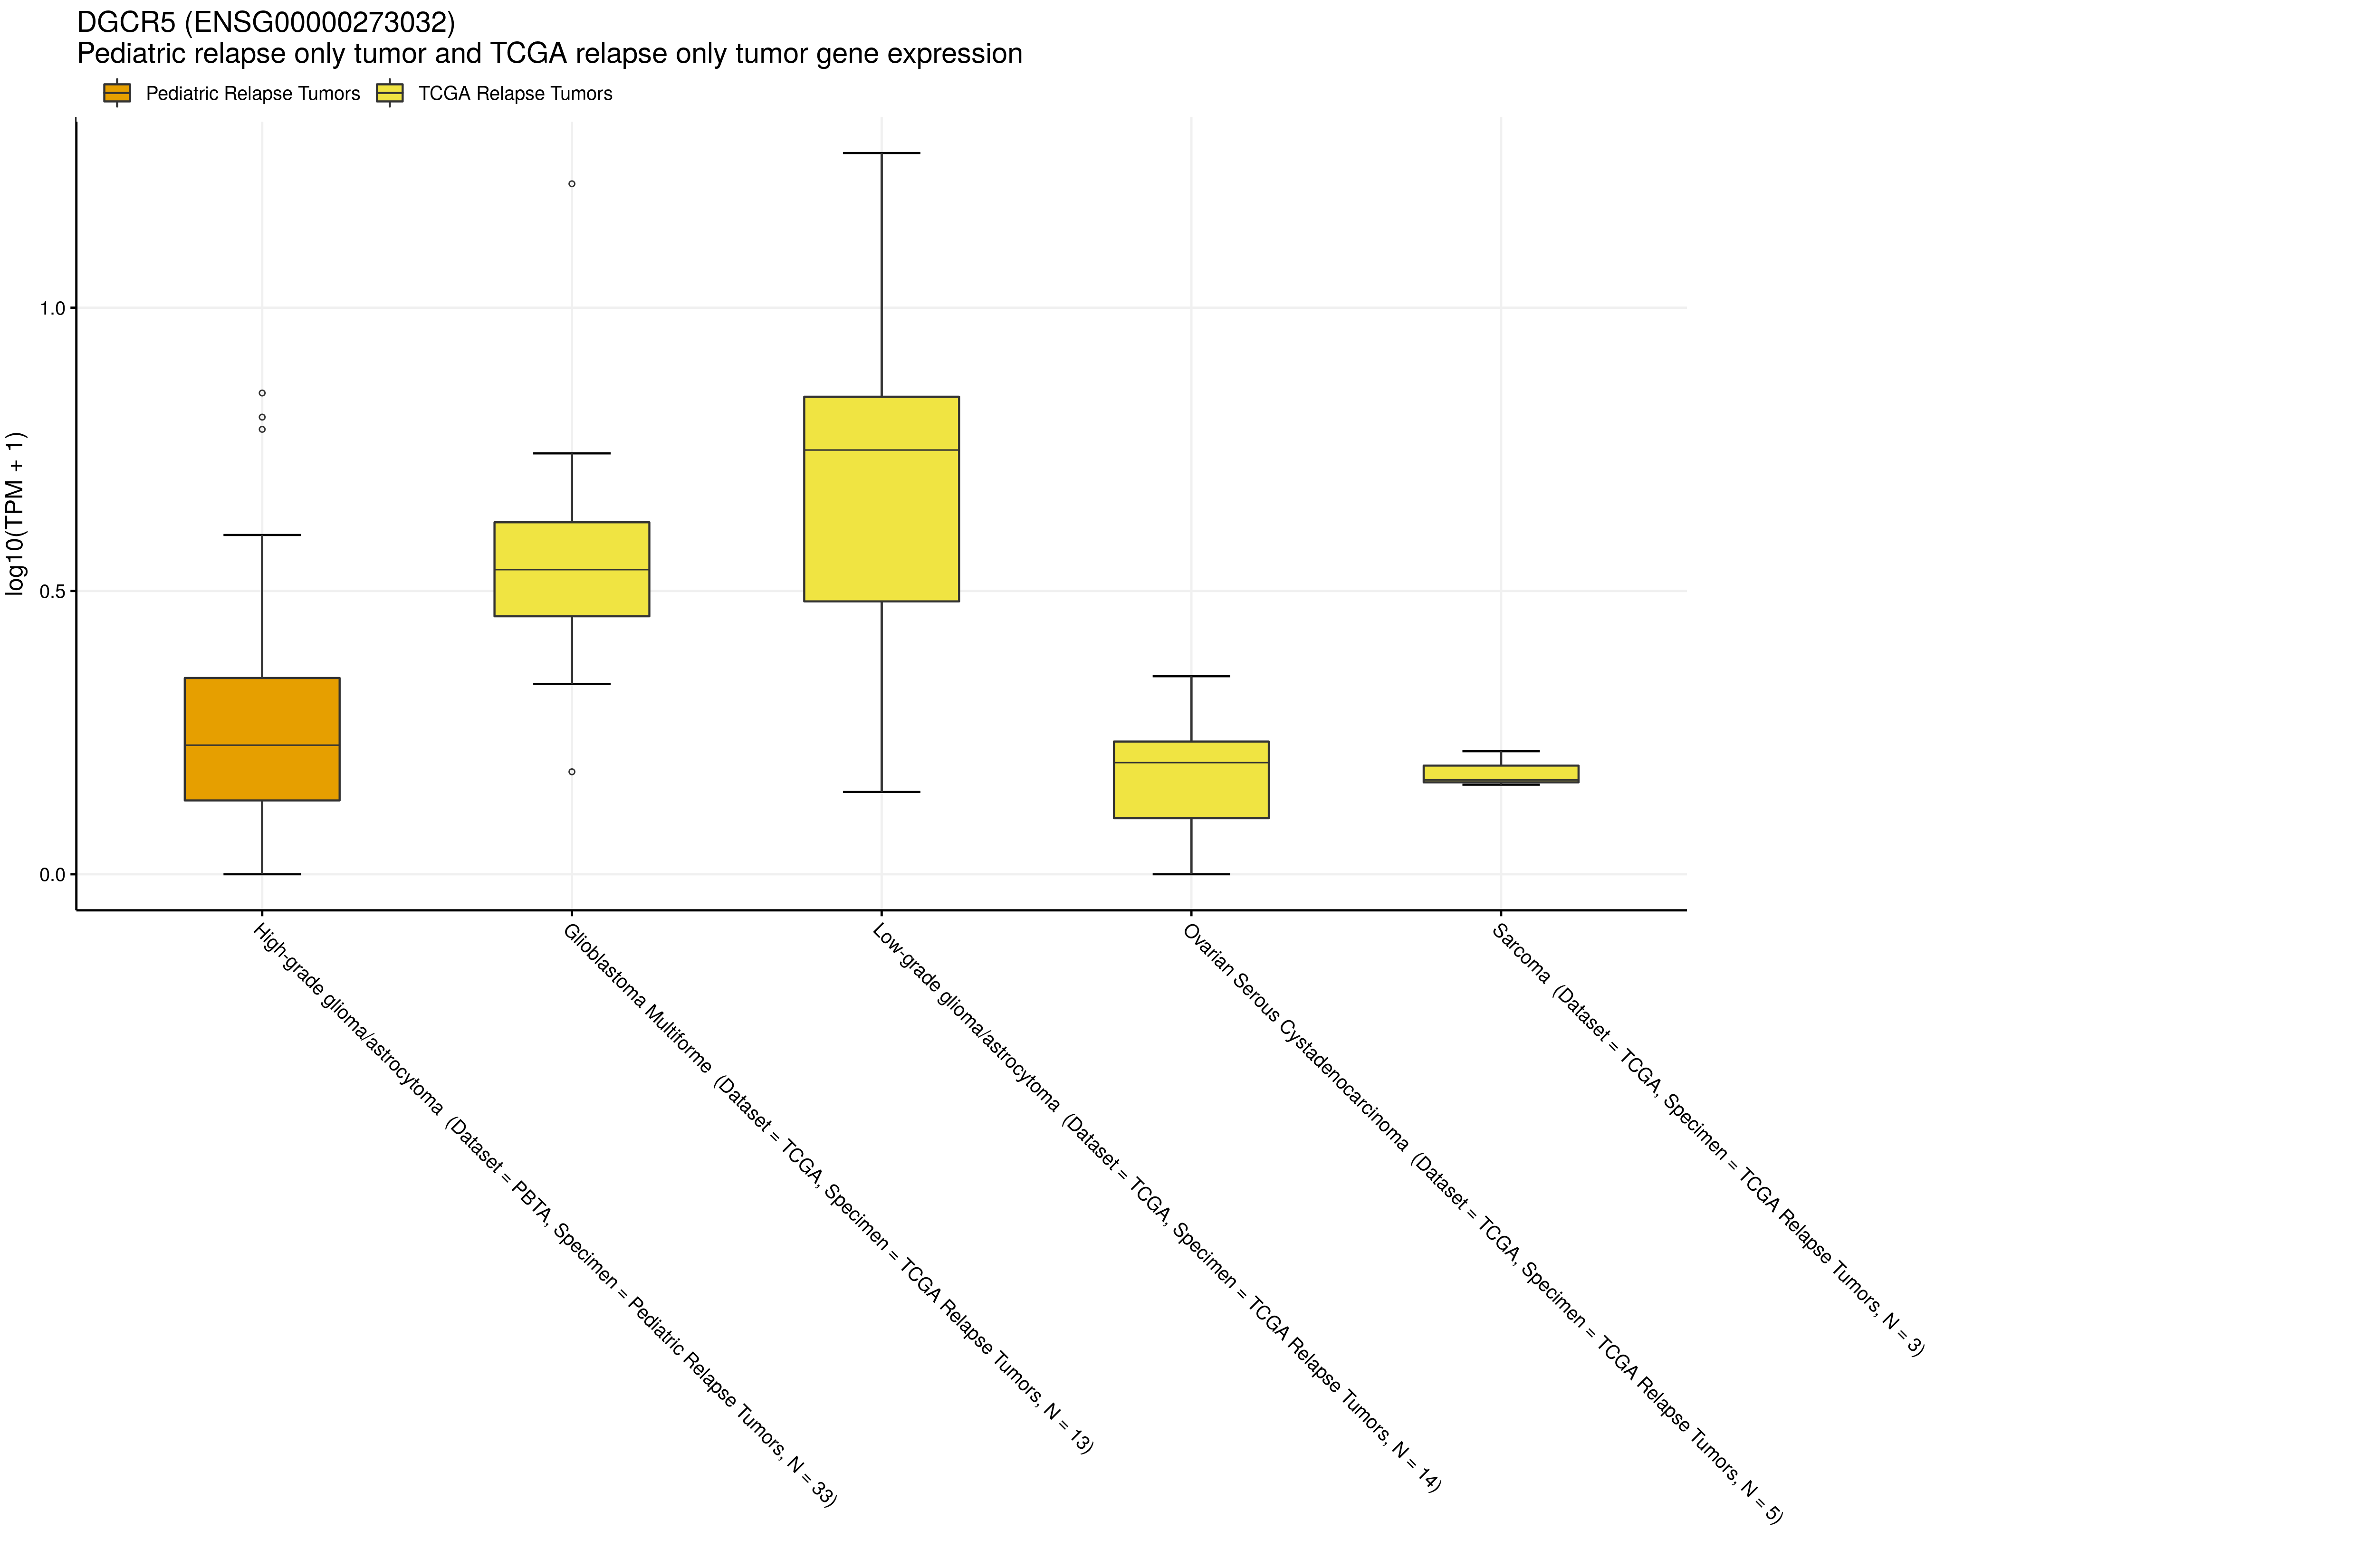 DGCR5 (ENSG00000273032)
Pediatric relapse only tumor and TCGA relapse only tumor gene expression
Pediatric Relapse Tumors
TCGA Relapse Tumors
log10(TPM + 1)
1.0
0.5
0.0
High-grade glioma/astrocytoma (Dataset = PBTA, Specimen = Pediatric Relapse Tumors, N = 33)
Glioblastoma Multiforme (Dataset = TCGA, Specimen = TCGA Relapse Tumors, N = 13)
Low-grade glioma/astrocytoma (Dataset = TCGA, Specimen = TCGA Relapse Tumors, N = 14)
Ovarian Serous Cystadenocarcinoma (Dataset = TCGA, Specimen = TCGA Relapse Tumors, N = 5)
Sarcoma (Dataset = TCGA, Specimen = TCGA Relapse Tumors, N = 3)